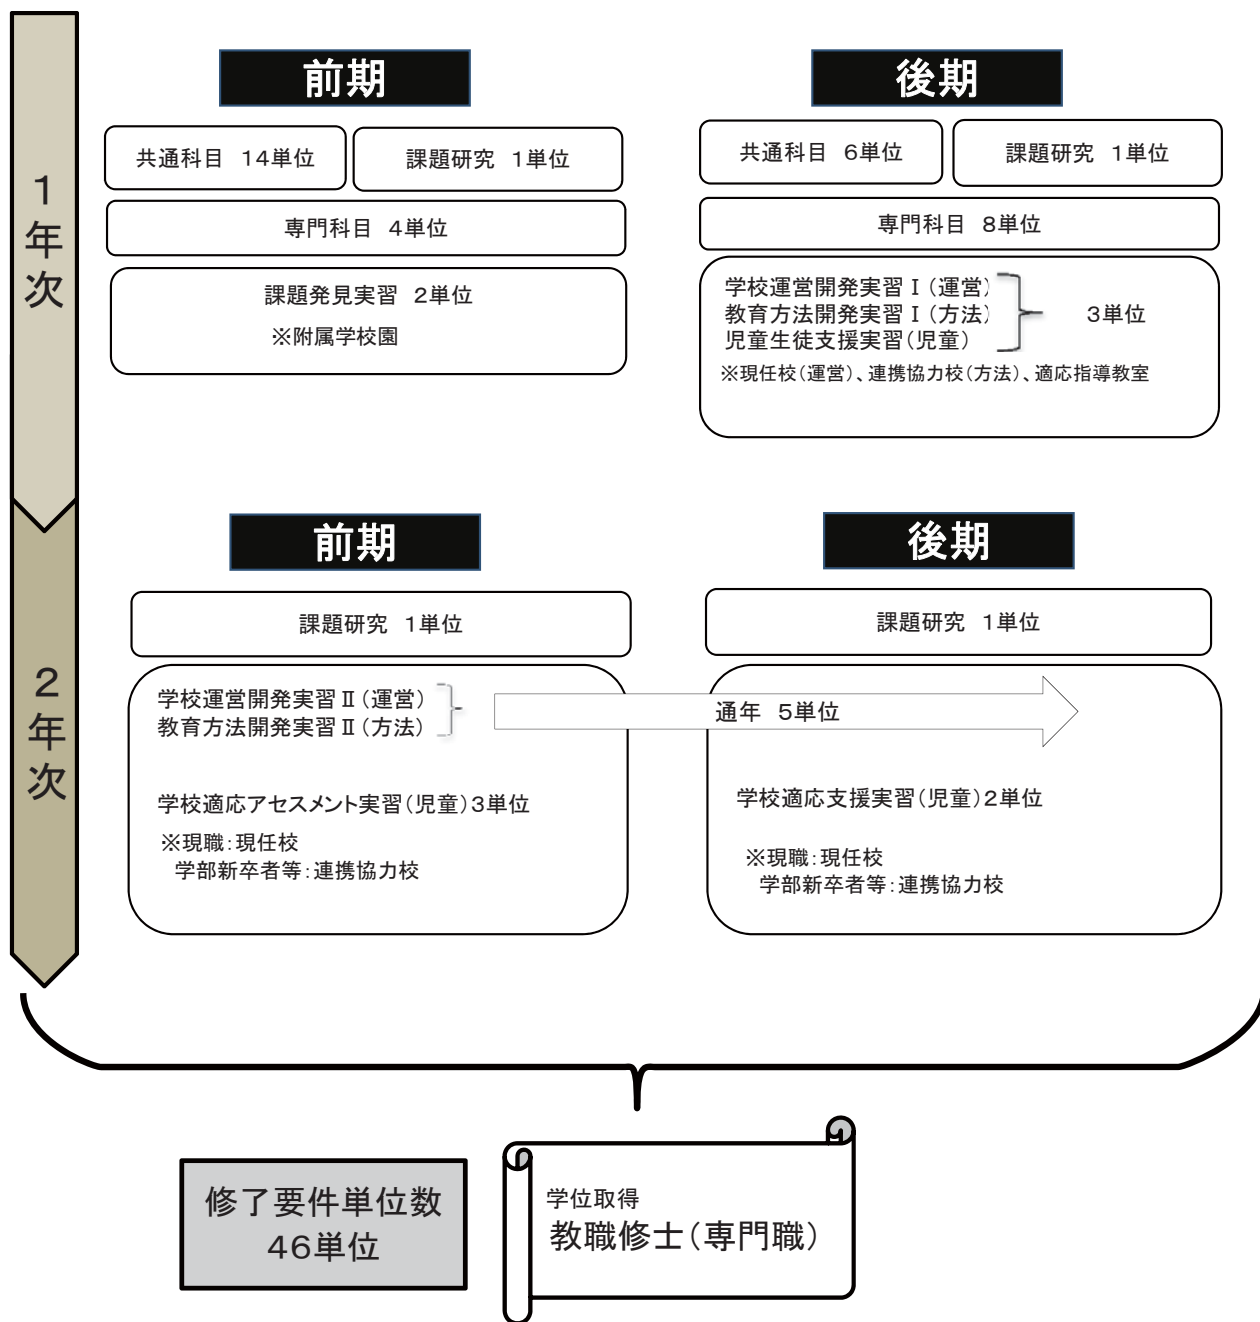 1年次
前期
共通科目 14単位
課題研究 1単位
専門科目 4単位
課題発見実習 2単位
※附属学校園
後期
共通科目 6単位
課題研究 1単位
専門科目 8単位
学校運営開発実習Ⅰ(運営)
教育方法開発実習Ⅰ(方法)
児童生徒支援実習(児童)
3単位
※現任校(運営)、連携協力校(方法)、適応指導教室
2年次
前期
課題研究 1単位
学校運営開発実習Ⅱ(運営)
教育方法開発実習Ⅱ(方法)
通年 5単位
学校適応アセスメント実習(児童)3単位
※現職:現任校
学部新卒者等:連携協力校
後期
課題研究 1単位
学校適応支援実習(児童)2単位
※現職:現任校
学部新卒者等:連携協力校
修了要件単位数
46単位
学位取得
教職修士(専門職)